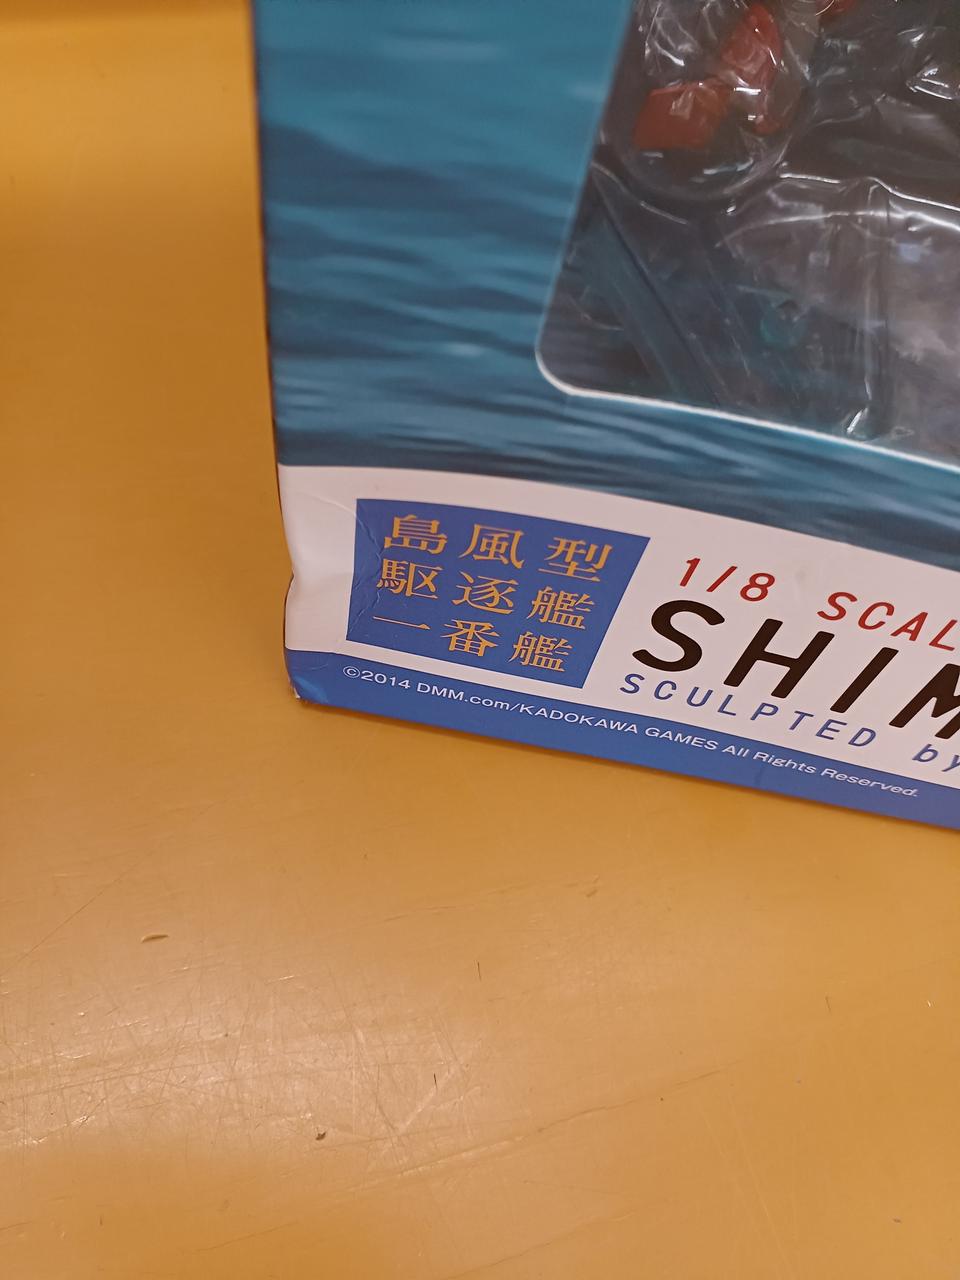 島風型
駆逐艦
一番艦
1/8 SCAL
SHIM
SCULPTED by
©2014 DMM.com/KADOKAWA GAMES All Rights Reserved.